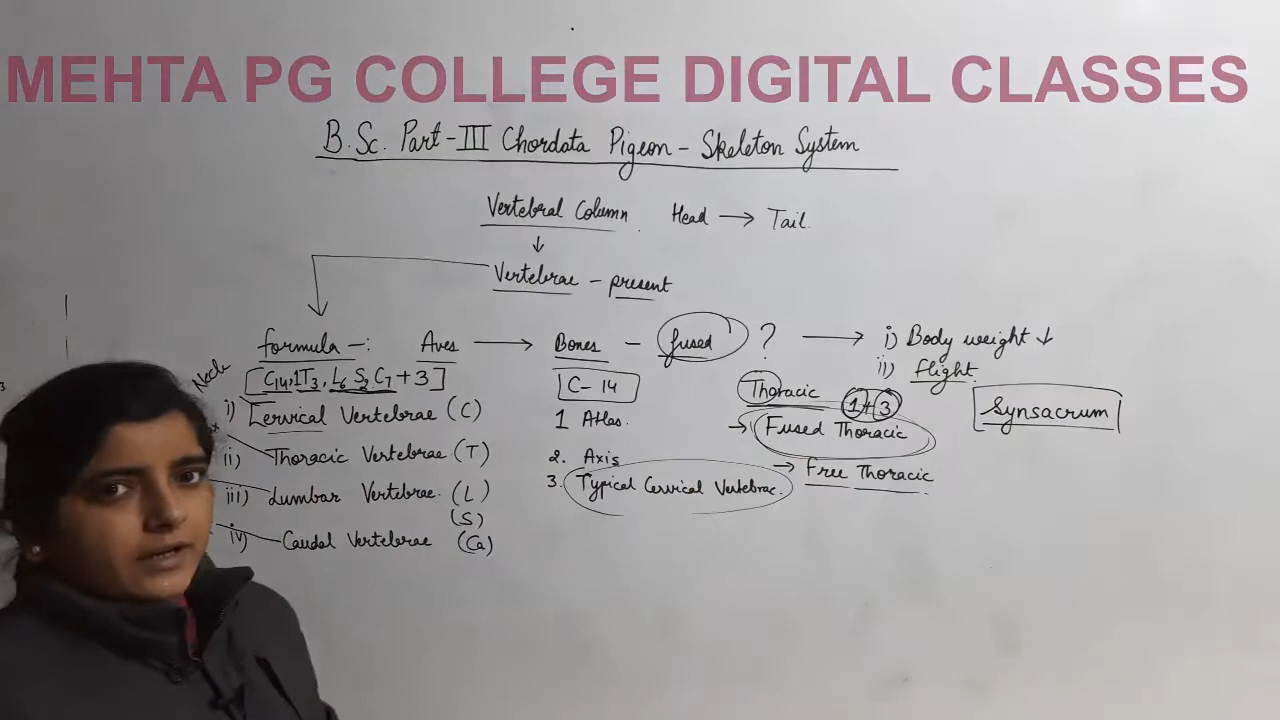 MEHTA PG COLLEGE DIGITAL CLASSES
B.Sc. Part-III Chordata Pigeon - Skeleton System
Vertebral Column Head → Tail
↓
Vertebrae - present
formula -: Aves → Bones - fused ? → i) Body weight ↓
ii) flight
Neck
[C14, 1T3, L6 S2 C7 + 3] C- 14 Thoracic 1+3 Synsacrum
i) Cervical Vertebrae (C) 1 Atlas. → Fused Thoracic
ii) Thoracic Vertebrae (T) 2. Axis → Free Thoracic
iii) Lumbar Vertebrae. (L) 3. Typical Cervical Vertebrae.
(S)
iv) Caudal Vertebrae (Ca)
3